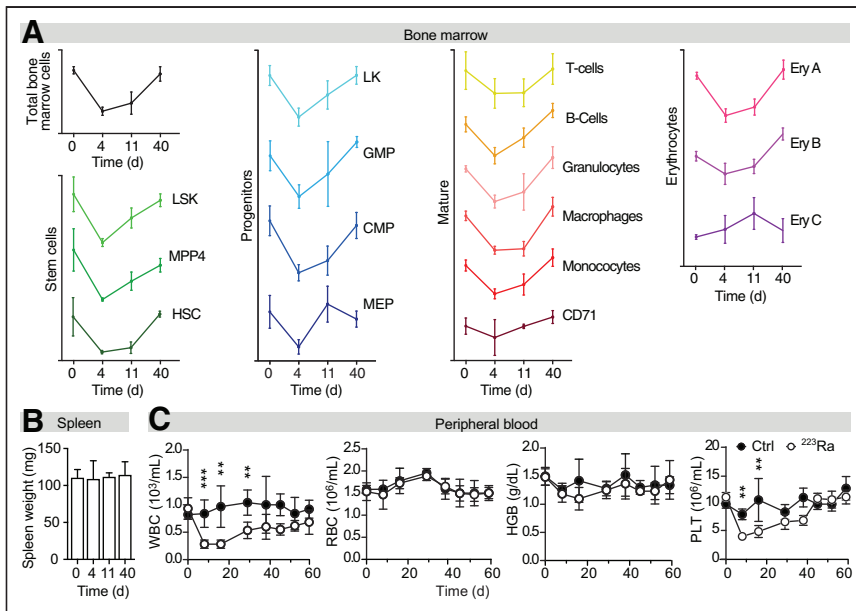 A
Bone marrow
Total bone
marrow cells
0 4 11 40
Time (d)
Stem cells
LSK
MPP4
HSC
0 4 11 40
Time (d)
Progenitors
LK
GMP
CMP
MEP
0 4 11 40
Time (d)
Mature
T-cells
B-Cells
Granulocytes
Macrophages
Monococytes
CD71
0 4 11 40
Time (d)
Erythrocytes
Ery A
Ery B
Ery C
0 4 11 40
Time (d)
B
Spleen
Spleen weight (mg)
150
100
50
0
0 4 11 40
Time (d)
C
Peripheral blood
WBC (10³/mL)
2.0
1.5
1.0
0.5
0.0
*** ** **
0 20 40 60
RBC (10⁶/mL)
2.5
2.0
1.5
1.0
0.5
0
0 20 40 60
HGB (g/dL)
2.0
1.5
1.0
0.5
0.0
0 20 40 60
PLT (10⁶/mL)
20
15
10
5
0
** **
Ctrl ²²³Ra
0 20 40 60
Time (d)